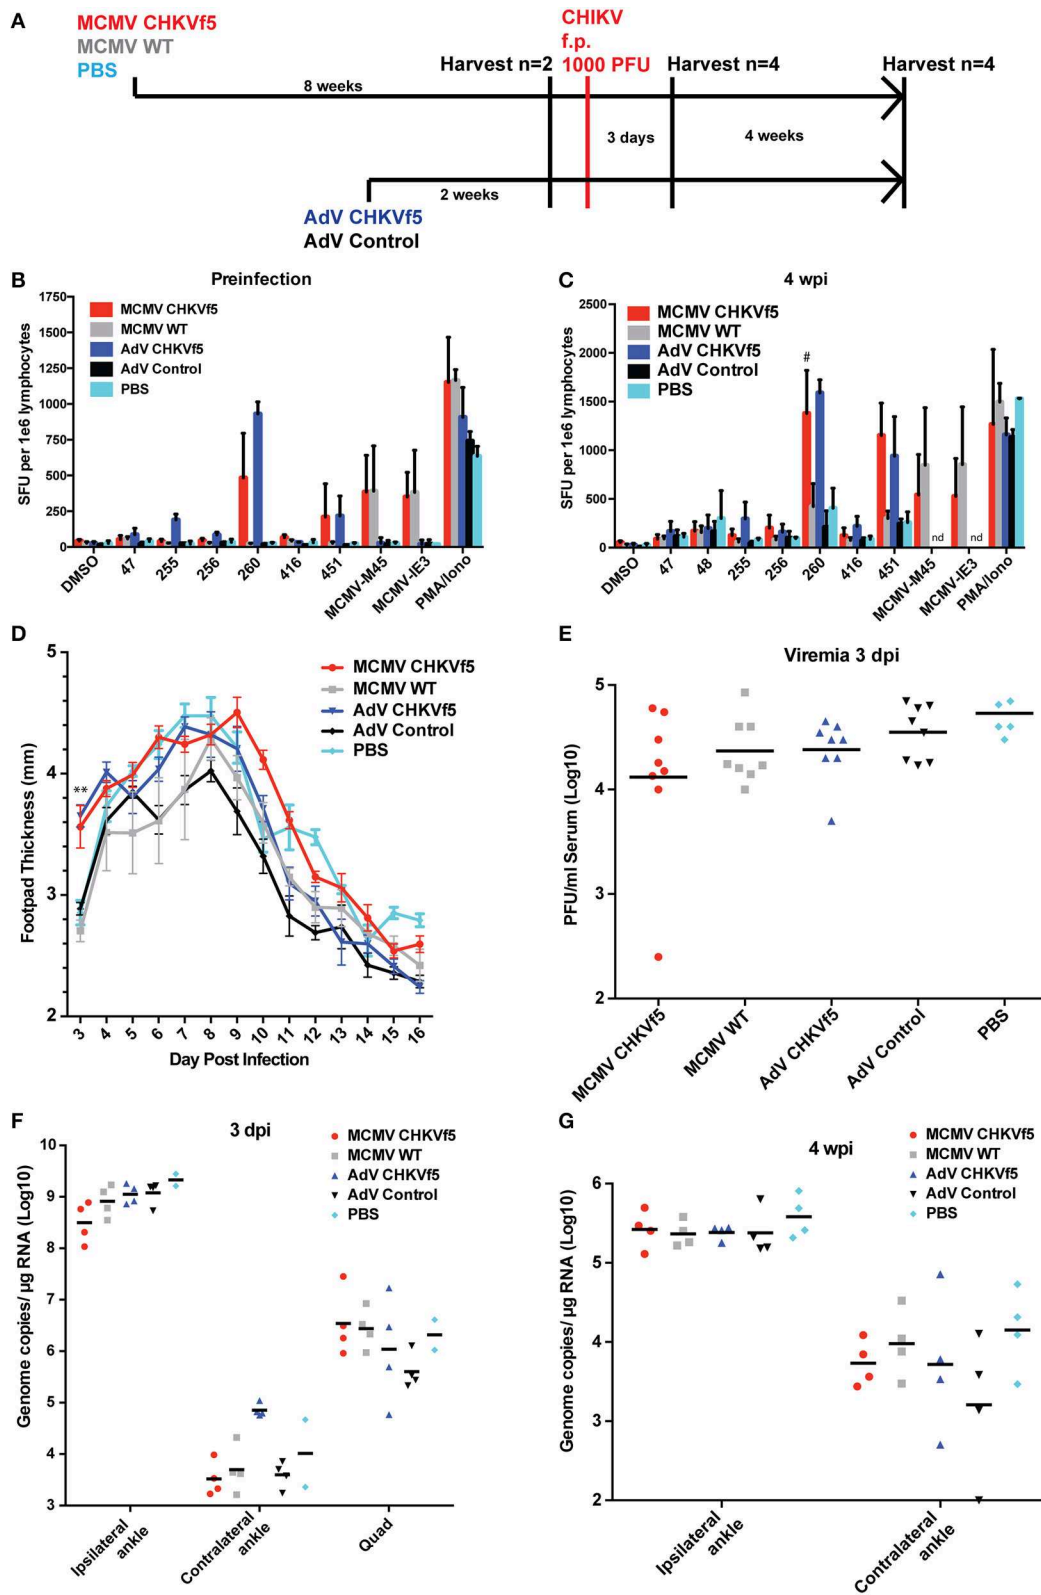 A
MCMV CHKVf5
MCMV WT
PBS
CHIKV
f.p.
1000 PFU
Harvest n=2
Harvest n=4
Harvest n=4
8 weeks
3 days
4 weeks
2 weeks
AdV CHKVf5
AdV Control
B
Preinfection
SFU per 1e6 lymphocytes
1750
1500
1250
1000
750
500
250
0
MCMV CHKVf5
MCMV WT
AdV CHKVf5
AdV Control
PBS
DMSO
47
255
256
260
416
451
MCMV-M45
MCMV-IE3
PMA/Iono
C
4 wpi
SFU per 1e6 lymphocytes
2500
2000
1500
1000
500
0
MCMV CHKVf5
MCMV WT
AdV CHKVf5
AdV Control
PBS
#
nd
nd
DMSO
47
48
255
256
260
416
451
MCMV-M45
MCMV-IE3
PMA/Iono
D
Footpad Thickness (mm)
5
4
3
2
**
MCMV CHKVf5
MCMV WT
AdV CHKVf5
AdV Control
PBS
3
4
5
6
7
8
9
10
11
12
13
14
15
16
Day Post Infection
E
Viremia 3 dpi
PFU/ml Serum (Log10)
5
4
3
2
MCMV CHKVf5
MCMV WT
AdV CHKVf5
AdV Control
PBS
F
3 dpi
Genome copies/ µg RNA (Log10)
10
9
8
7
6
5
4
3
MCMV CHKVf5
MCMV WT
AdV CHKVf5
AdV Control
PBS
Ipsilateral
ankle
Contralateral
ankle
Quad
G
4 wpi
Genome copies/ µg RNA (Log10)
6
5
4
3
2
MCMV CHKVf5
MCMV WT
AdV CHKVf5
AdV Control
PBS
Ipsilateral
ankle
Contralateral
ankle